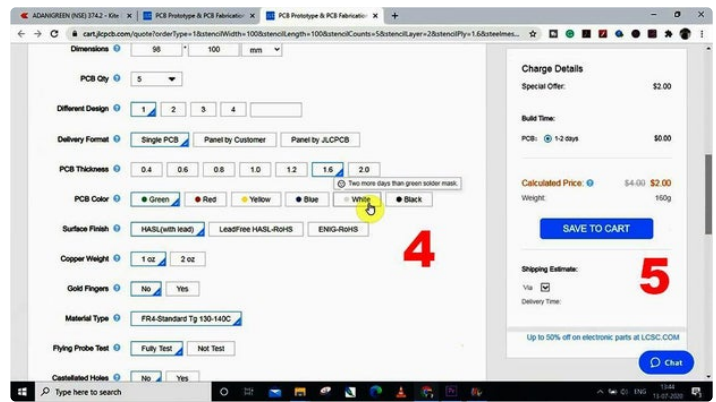 ADANIGREEN (NSE) 374.2 - Kite
PCB Prototype & PCB Fabrication
PCB Prototype & PCB Fabrication
cart.jlcpcb.com/quote?orderType=1&stencilWidth=100&stencilLength=100&stencilCounts=5&stencilLayer=2&stencilPly=1.6&steelmes...
Dimensions 98 * 100 mm
PCB Qty 5
Different Design 1 2 3 4
Delivery Format Single PCB Panel by Customer Panel by JLCPCB
PCB Thickness 0.4 0.6 0.8 1.0 1.2 1.6 2.0
Two more days than green solder mask.
PCB Color Green Red Yellow Blue White Black
Surface Finish HASL(with lead) LeadFree HASL-RoHS ENIG-RoHS
4
Copper Weight 1 oz 2 oz
Gold Fingers No Yes
Material Type FR4-Standard Tg 130-140C
Flying Probe Test Fully Test Not Test
Castellated Holes No Yes
Charge Details
Special Offer: $2.00
Build Time:
PCB: 1-2 days $0.00
Calculated Price: $4.00 $2.00
Weight: 160g
SAVE TO CART
Shipping Estimate:
5
Via
Delivery Time:
Up to 50% off on electronic parts at LCSC.COM
Chat
Type here to search
ENG
13:44
11-07-2020